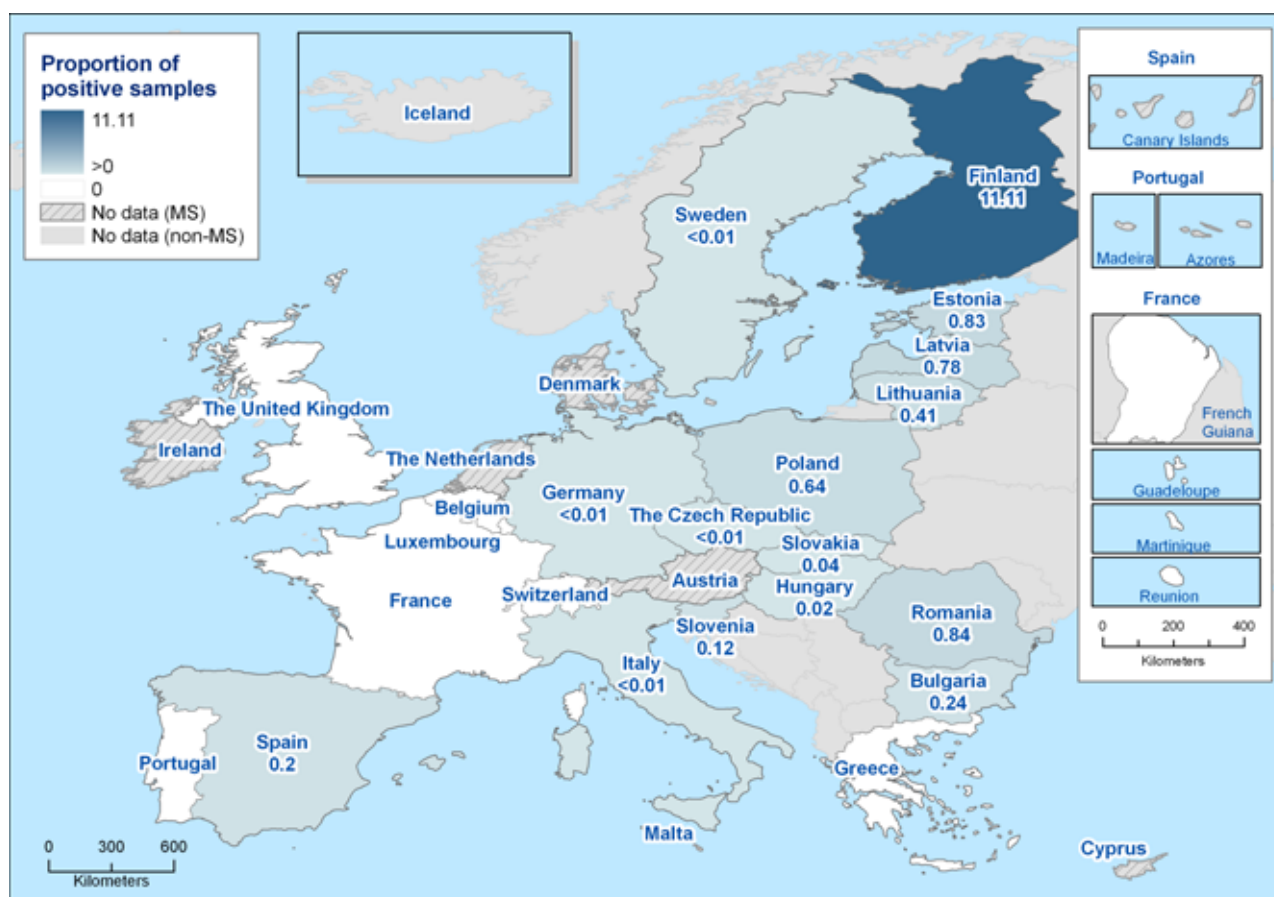 Proportion of
positive samples
11.11
>0
0
No data (MS)
No data (non-MS)
Iceland
Finland
11.11
Sweden
<0.01
Estonia
0.83
Latvia
0.78
Lithuania
0.41
Denmark
The United Kingdom
Ireland
The Netherlands
Belgium
Luxembourg
Germany
<0.01
Poland
0.64
The Czech Republic
<0.01
Slovakia
0.04
Austria
Hungary
0.02
Switzerland
France
Slovenia
0.12
Romania
0.84
Italy
<0.01
Bulgaria
0.24
Spain
0.2
Portugal
Greece
Malta
Cyprus
0 300 600
Kilometers
Spain
Canary Islands
Portugal
Madeira
Azores
France
French
Guiana
Guadeloupe
Martinique
Reunion
0 200 400
Kilometers